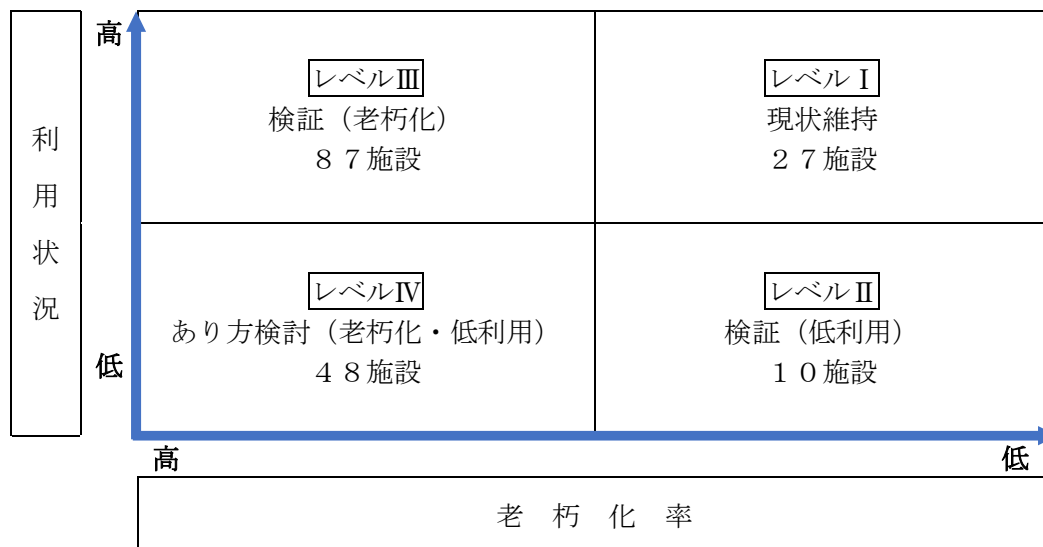 利用状況
高
レベルⅢ
検証（老朽化）
８７施設
レベルⅠ
現状維持
２７施設
低
レベルⅣ
あり方検討（老朽化・低利用）
４８施設
レベルⅡ
検証（低利用）
１０施設
高
低
老朽化率